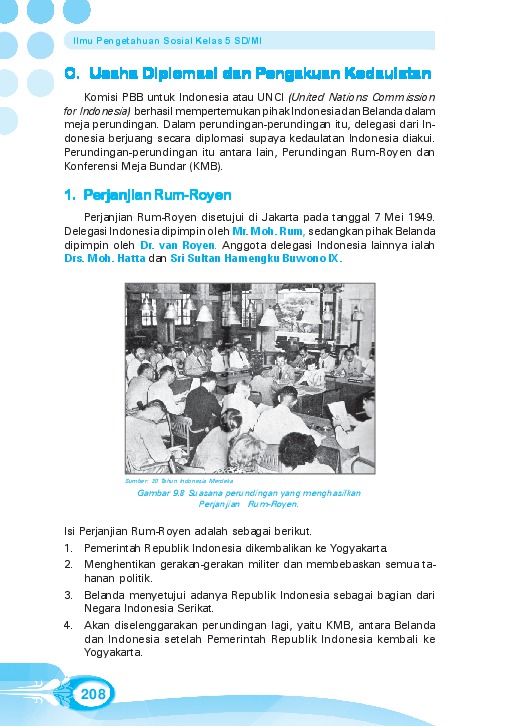 Ilmu Pengetahuan Sosial Kelas 5 SD/MI
C. Usaha Diplomasi dan Pengakuan Kedaulatan
Komisi PBB untuk Indonesia atau UNCI (United Nations Commission
for Indonesia) berhasil mempertemukan pihak Indonesia dan Belanda dalam
meja perundingan. Dalam perundingan-perundingan itu, delegasi dari In-
donesia berjuang secara diplomasi supaya kedaulatan Indonesia diakui.
Perundingan-perundingan itu antara lain, Perundingan Rum-Royen dan
Konferensi Meja Bundar (KMB).
1. Perjanjian Rum-Royen
Perjanjian Rum-Royen disetujui di Jakarta pada tanggal 7 Mei 1949.
Delegasi Indonesia dipimpin oleh Mr. Moh. Rum, sedangkan pihak Belanda
dipimpin oleh Dr. van Royen. Anggota delegasi Indonesia lainnya ialah
Drs. Moh. Hatta dan Sri Sultan Hamengku Buwono IX.
Sumber: 30 Tahun Indonesia Merdeka
Gambar 9.8 Suasana perundingan yang menghasilkan
Perjanjian Rum-Royen.
Isi Perjanjian Rum-Royen adalah sebagai berikut.
1. Pemerintah Republik Indonesia dikembalikan ke Yogyakarta.
2. Menghentikan gerakan-gerakan militer dan membebaskan semua ta-
hanan politik.
3. Belanda menyetujui adanya Republik Indonesia sebagai bagian dari
Negara Indonesia Serikat.
4. Akan diselenggarakan perundingan lagi, yaitu KMB, antara Belanda
dan Indonesia setelah Pemerintah Republik Indonesia kembali ke
Yogyakarta.
208